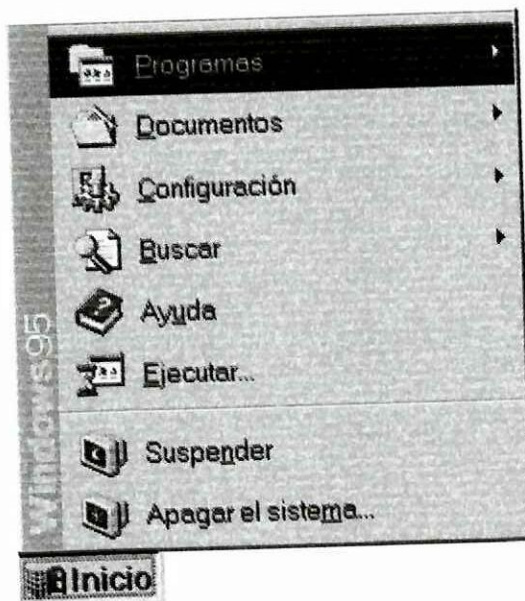 Programas
Documentos
Configuración
Buscar
Ayuda
Ejecutar...
Suspender
Apagar el sistema...
Windows95
Inicio